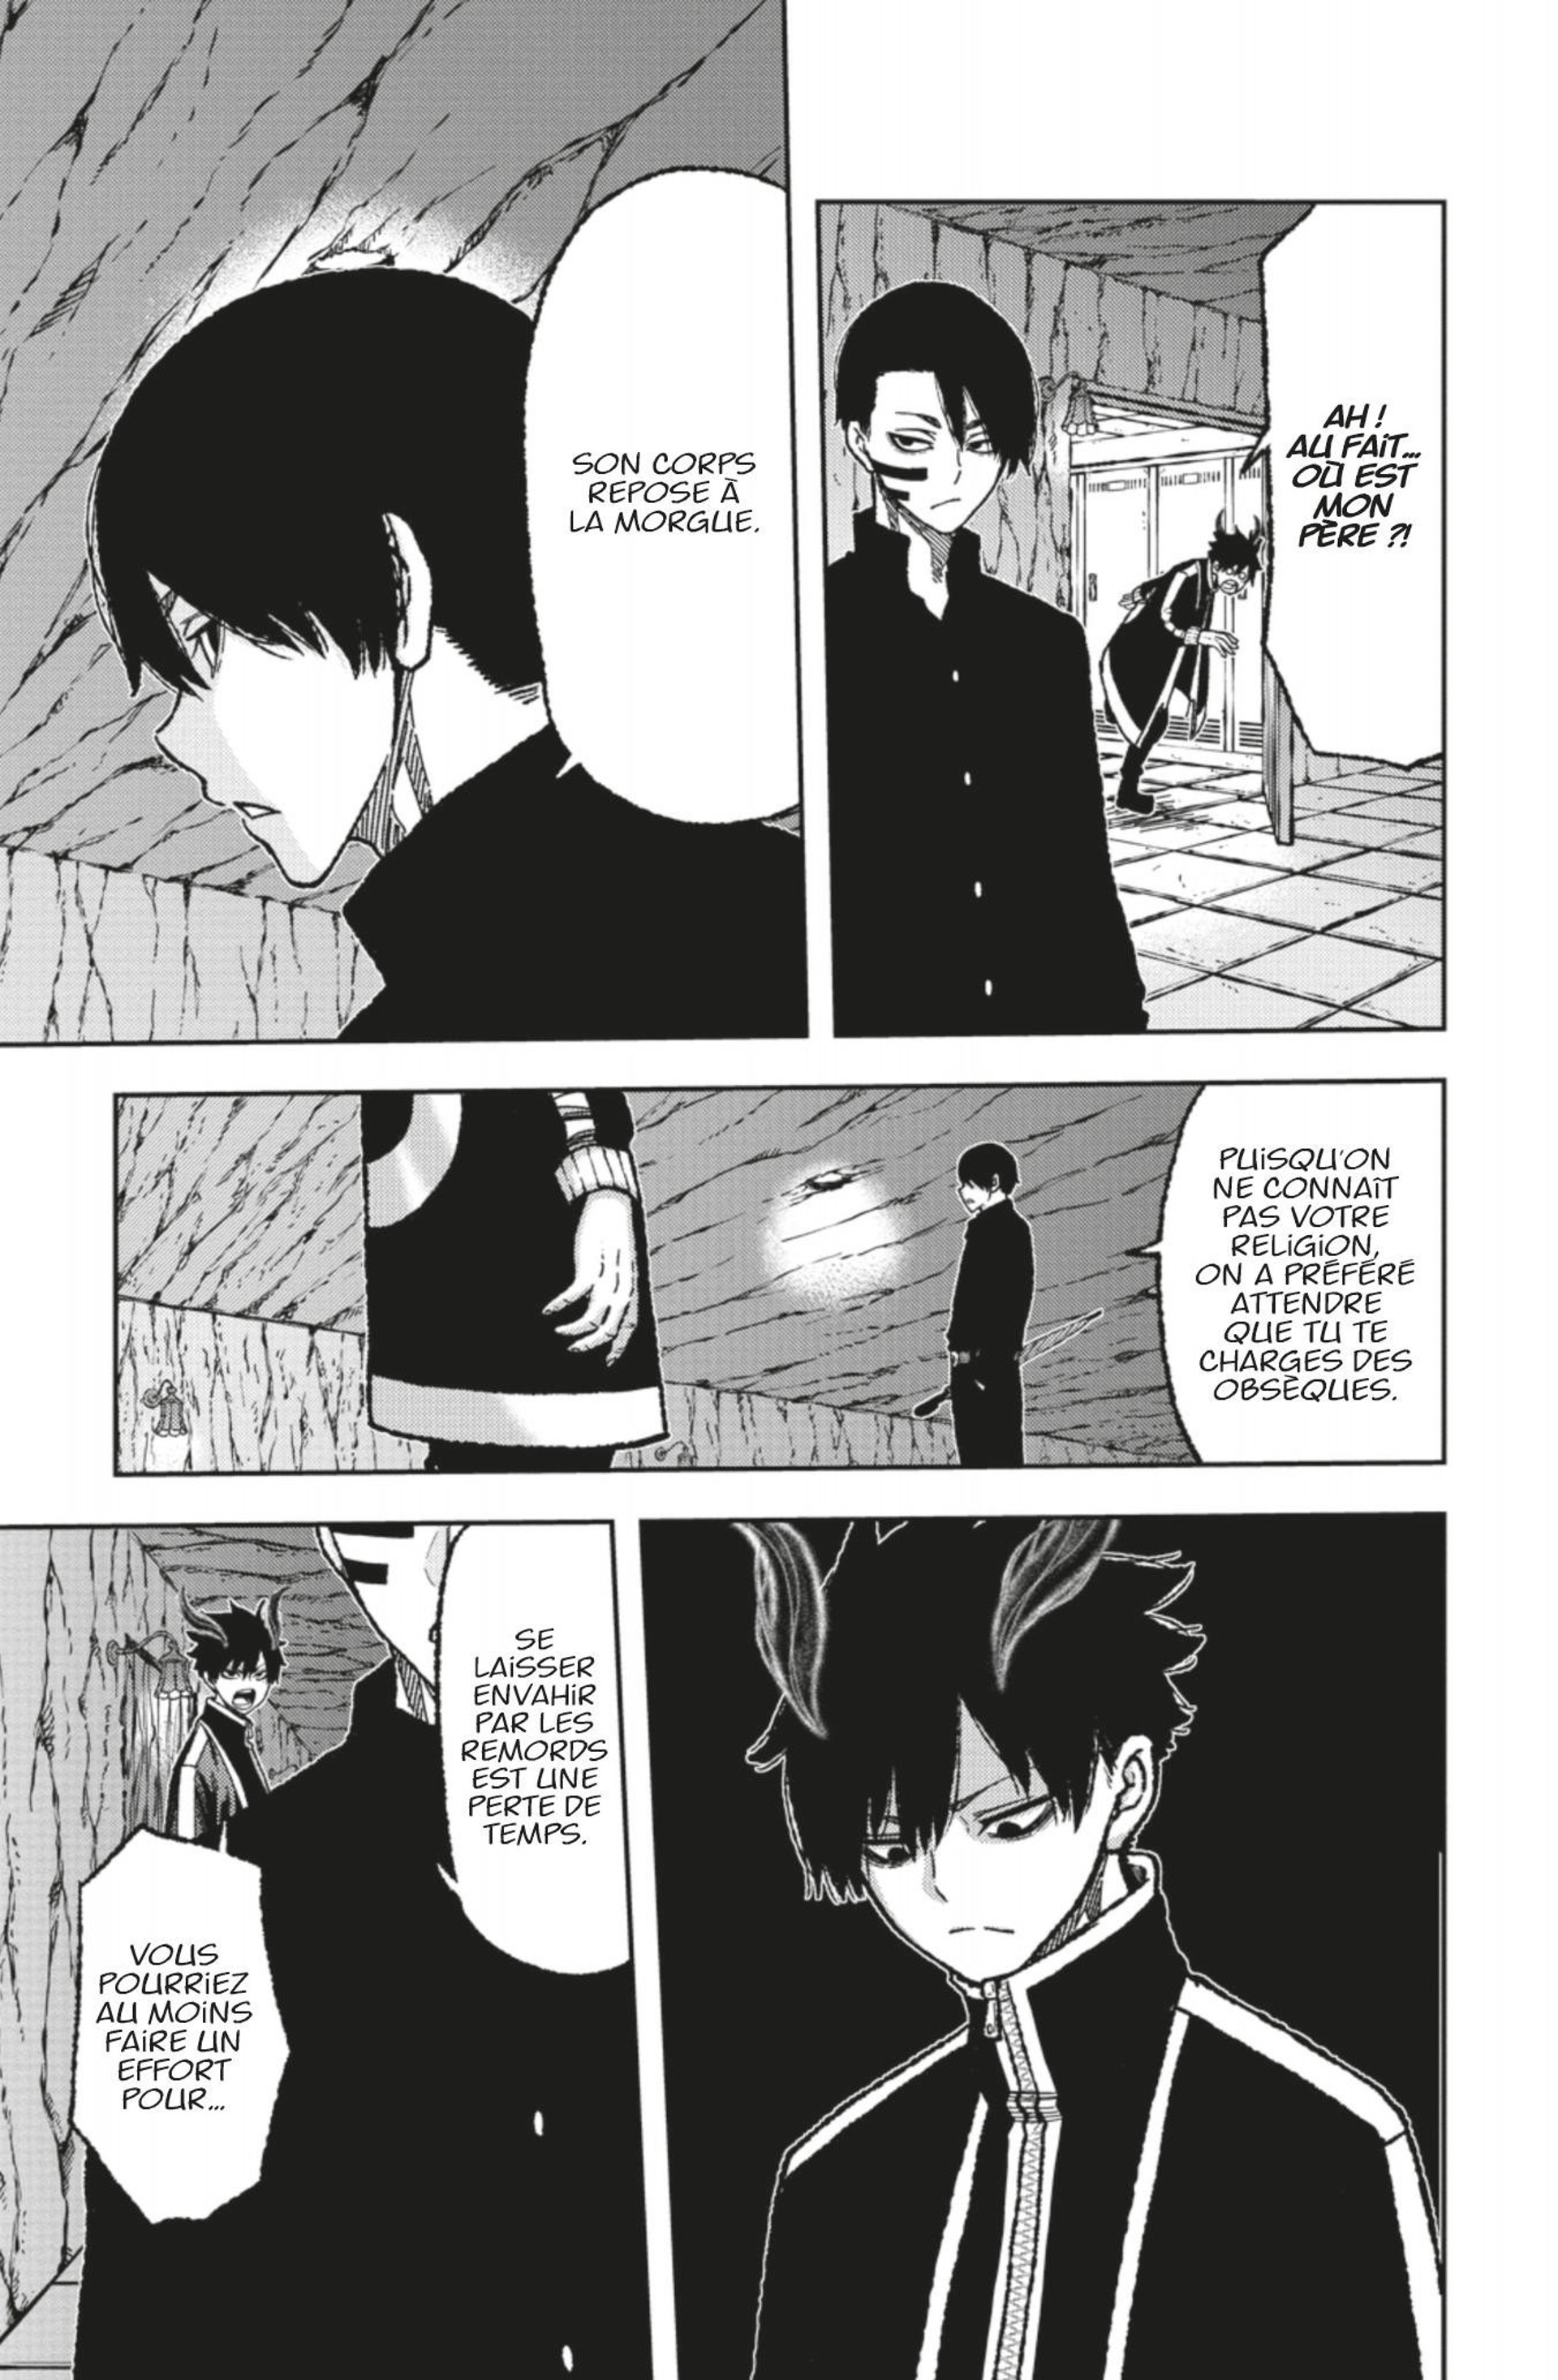 AH !
AU FAiT...
OÙ EST
MON
PÈRE ?!
SON CORPS
REPOSE À
LA MORGUE.
PUiSQU'ON
NE CONNAÎT
PAS VOTRE
RELiGiON,
ON A PRÉFÉRÉ
ATTENDRE
QUE TU TE
CHARGES DES
OBSÈQUES.
SE
LAiSSER
ENVAHiR
PAR LES
REMORDS
EST UNE
PERTE DE
TEMPS.
VOUS
POURRiEZ
AU MOiNS
FAiRE UN
EFFORT
POUR...